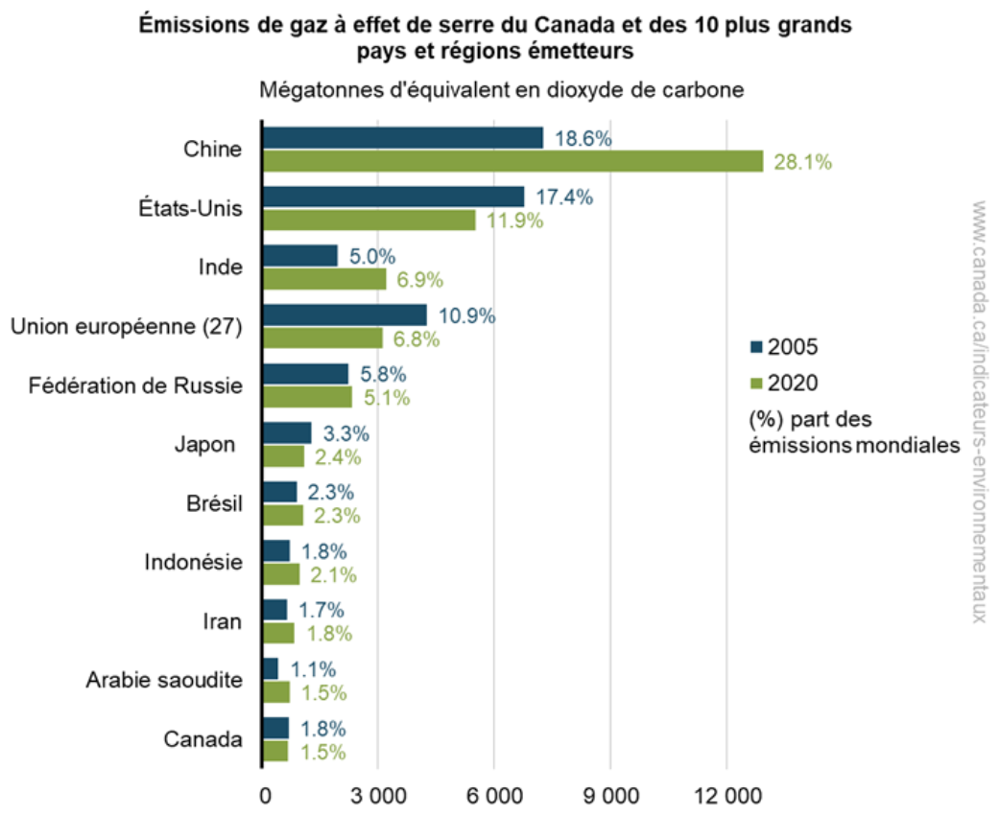 Émissions de gaz à effet de serre du Canada et des 10 plus grands
pays et régions émetteurs
Mégatonnes d'équivalent en dioxyde de carbone
Chine
18.6%
28.1%
États-Unis
17.4%
11.9%
Inde
5.0%
6.9%
Union européenne (27)
10.9%
6.8%
Fédération de Russie
5.8%
5.1%
Japon
3.3%
2.4%
Brésil
2.3%
2.3%
Indonésie
1.8%
2.1%
Iran
1.7%
1.8%
Arabie saoudite
1.1%
1.5%
Canada
1.8%
1.5%
0 3 000 6 000 9 000 12 000
2005
2020
(%) part des
émissions mondiales
www.canada.ca/indicateurs-environnementaux